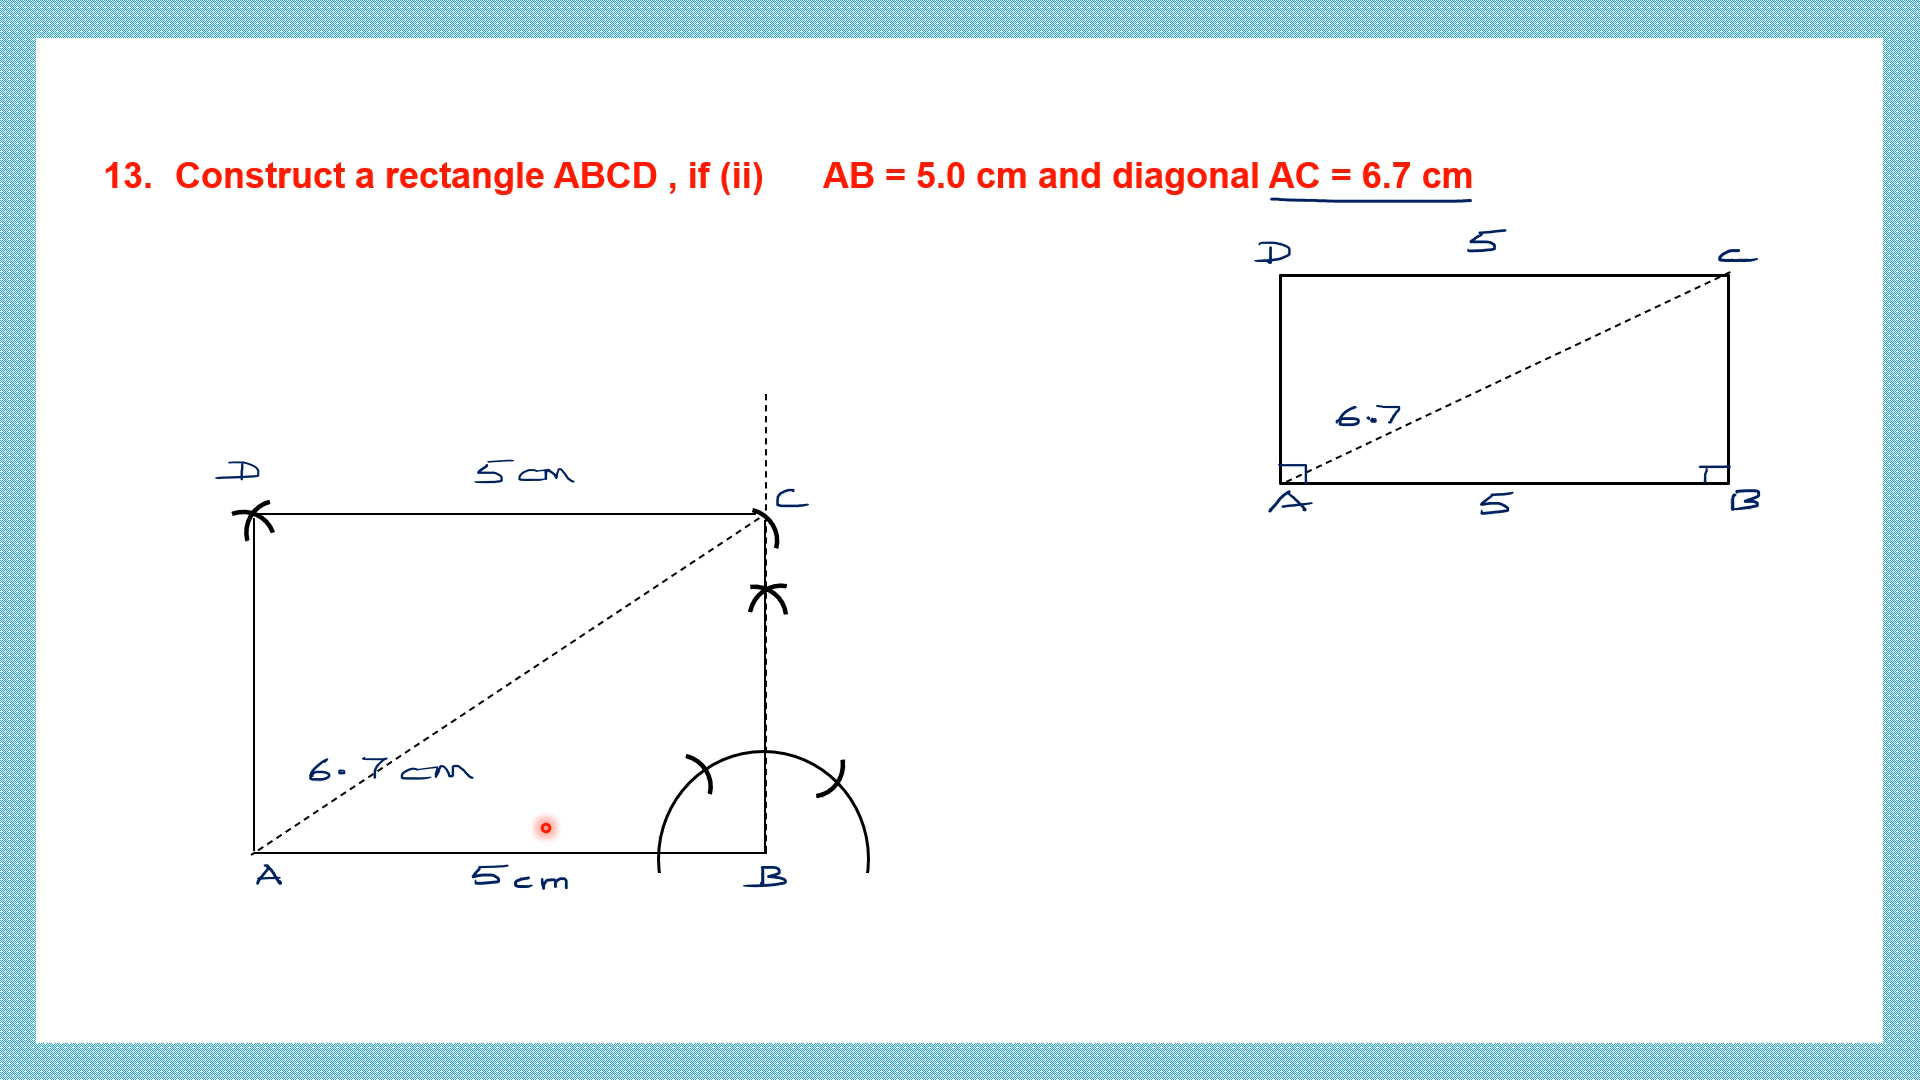 13. Construct a rectangle ABCD , if (ii) AB = 5.0 cm and diagonal AC = 6.7 cm
D 5 C
6.7
A 5 B
D 5 cm C
6.7 cm
A 5 cm B